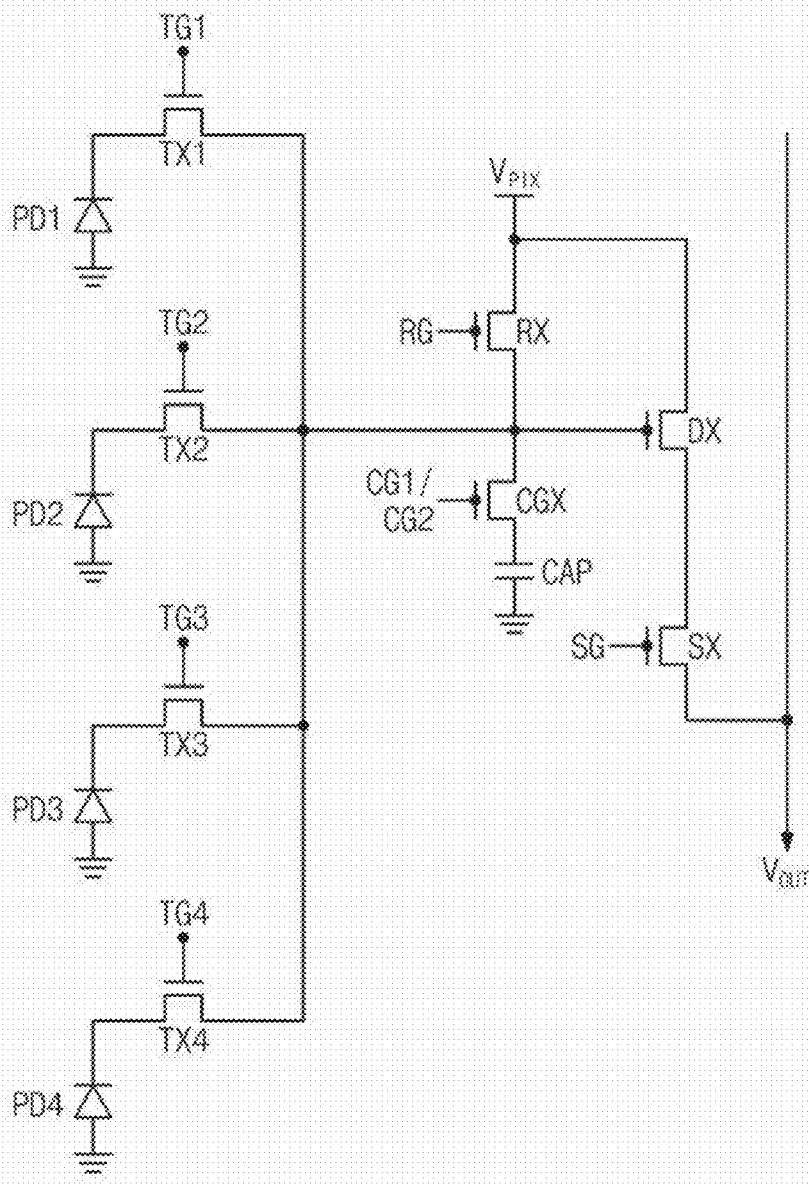 TG1
TX1
PD1
V_PIX
TG2
RG
RX
TX2
DX
PD2
CG1/
CG2
CGX
CAP
TG3
SG
SX
TX3
PD3
V_OUT
TG4
TX4
PD4